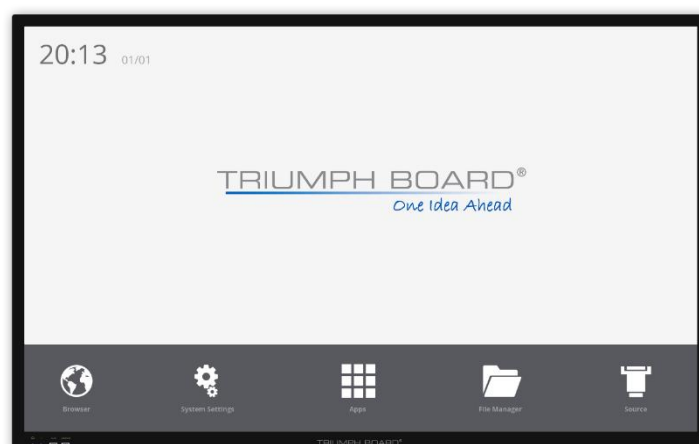 20:13 01/01
TRIUMPH BOARD®
One Idea Ahead
Browser System Settings Apps File Manager Source
TRIUMPH BOARD®